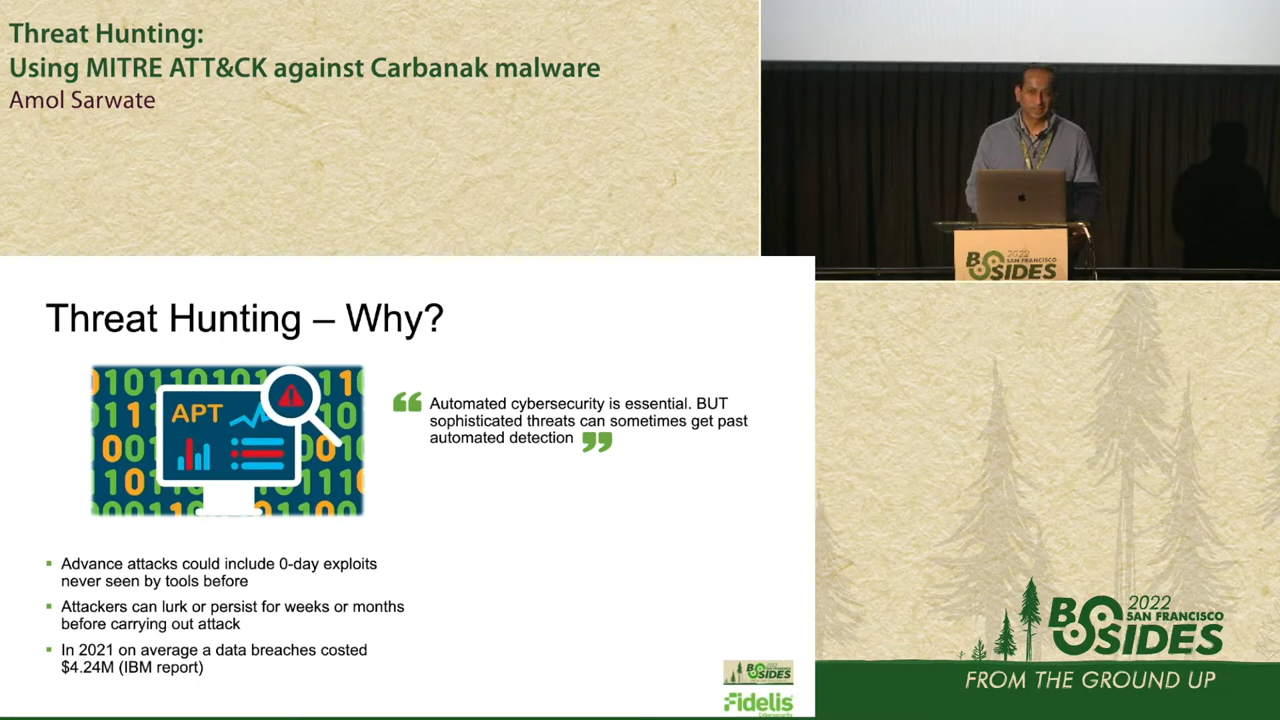 Threat Hunting:
Using MITRE ATT&CK against Carbanak malware
Amol Sarwate
2022
SAN FRANCISCO
BSIDES
Threat Hunting – Why?
APT
“ Automated cybersecurity is essential. BUT
sophisticated threats can sometimes get past
automated detection ”
▪ Advance attacks could include 0-day exploits
never seen by tools before
▪ Attackers can lurk or persist for weeks or months
before carrying out attack
▪ In 2021 on average a data breaches costed
$4.24M (IBM report)
BSIDES
Fidelis
Cybersecurity
2022
SAN FRANCISCO
BSIDES
FROM THE GROUND UP